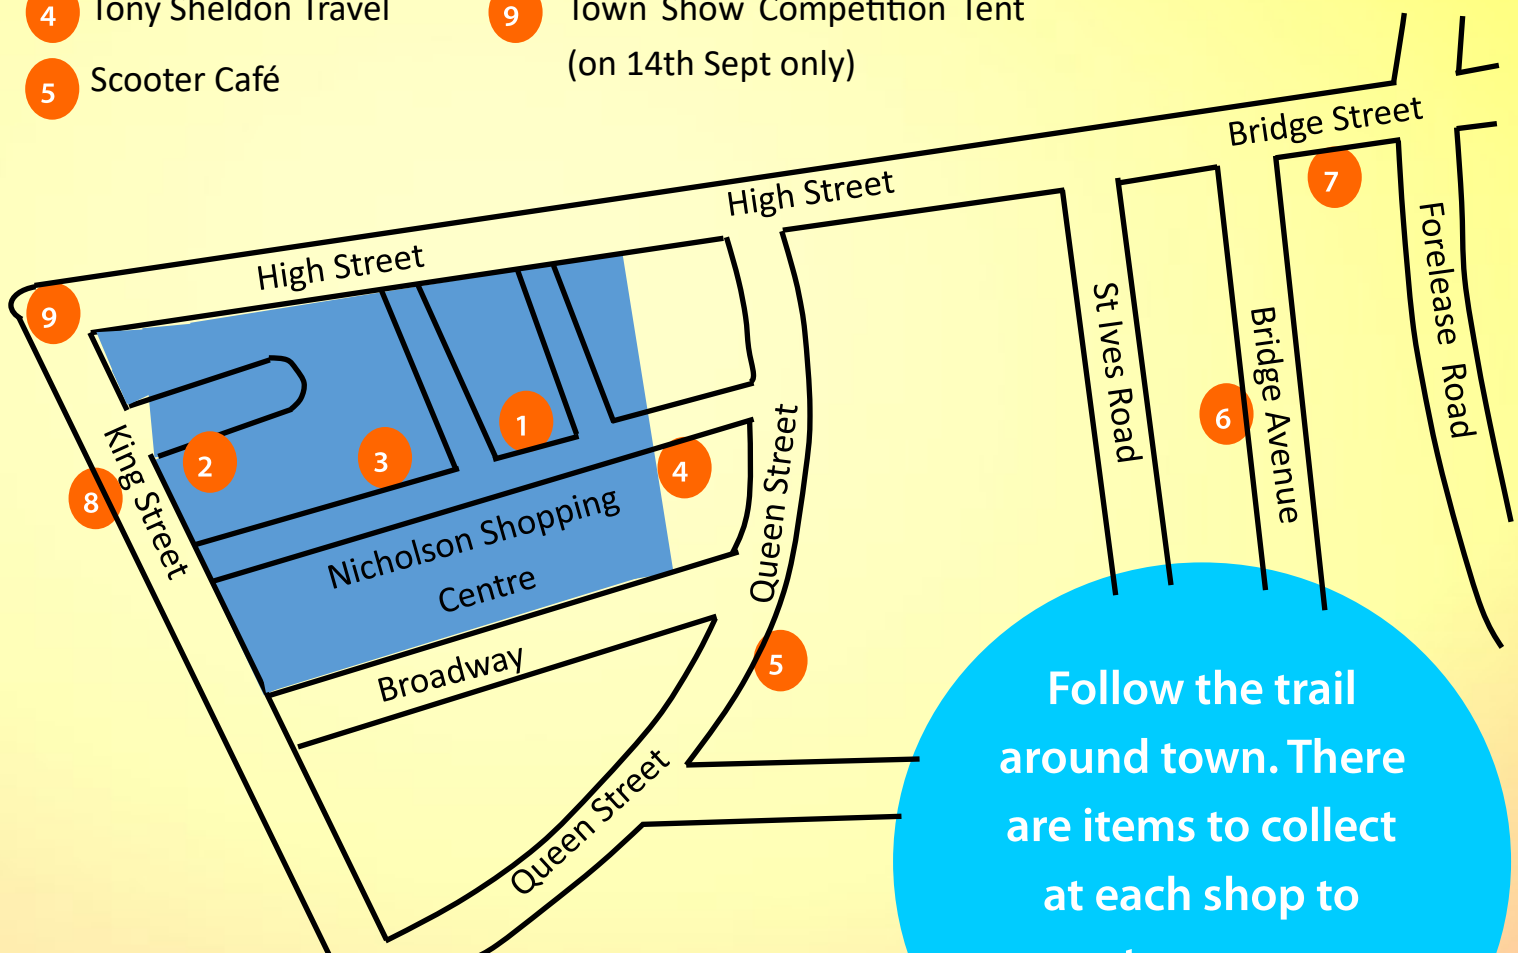 4 Tony Sheldon Travel
5 Scooter Café
9 Town Show Competition Tent
(on 14th Sept only)
Bridge Street
High Street
High Street
7
9
Forelease Road
St Ives Road
Bridge Avenue
6
1
2
3
4
8
King Street
Queen Street
Nicholson Shopping
Centre
Broadway
5
Queen Street
Follow the trail
around town. There
are items to collect
at each shop to